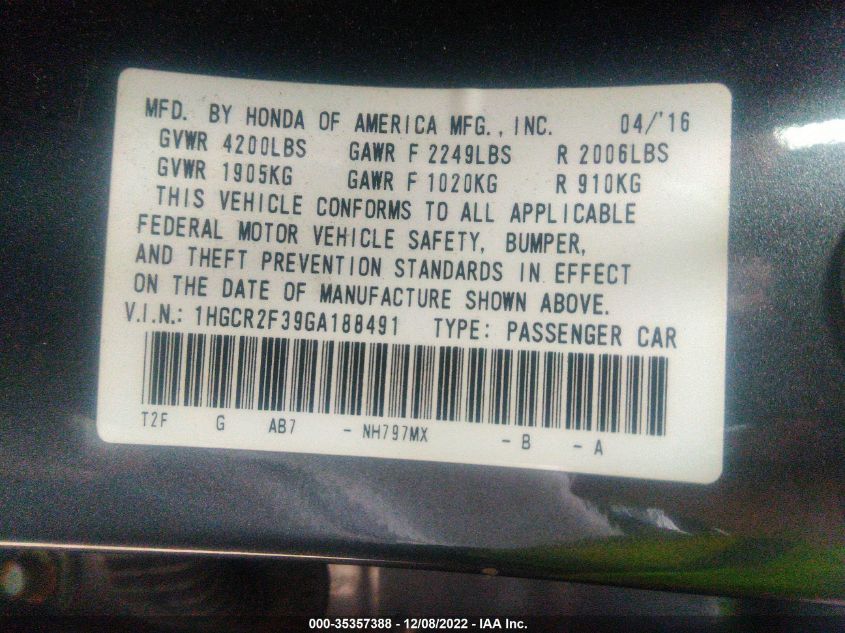 MFD. BY HONDA OF AMERICA MFG., INC. 04/'16
GVWR 4200LBS GAWR F 2249LBS R 2006LBS
GVWR 1905KG GAWR F 1020KG R 910KG
THIS VEHICLE CONFORMS TO ALL APPLICABLE
FEDERAL MOTOR VEHICLE SAFETY, BUMPER,
AND THEFT PREVENTION STANDARDS IN EFFECT
ON THE DATE OF MANUFACTURE SHOWN ABOVE.
V.I.N.: 1HGCR2F39GA188491 TYPE: PASSENGER CAR
T2F G AB7 - NH797MX - B - A
000-35357388 - 12/08/2022 - IAA Inc.